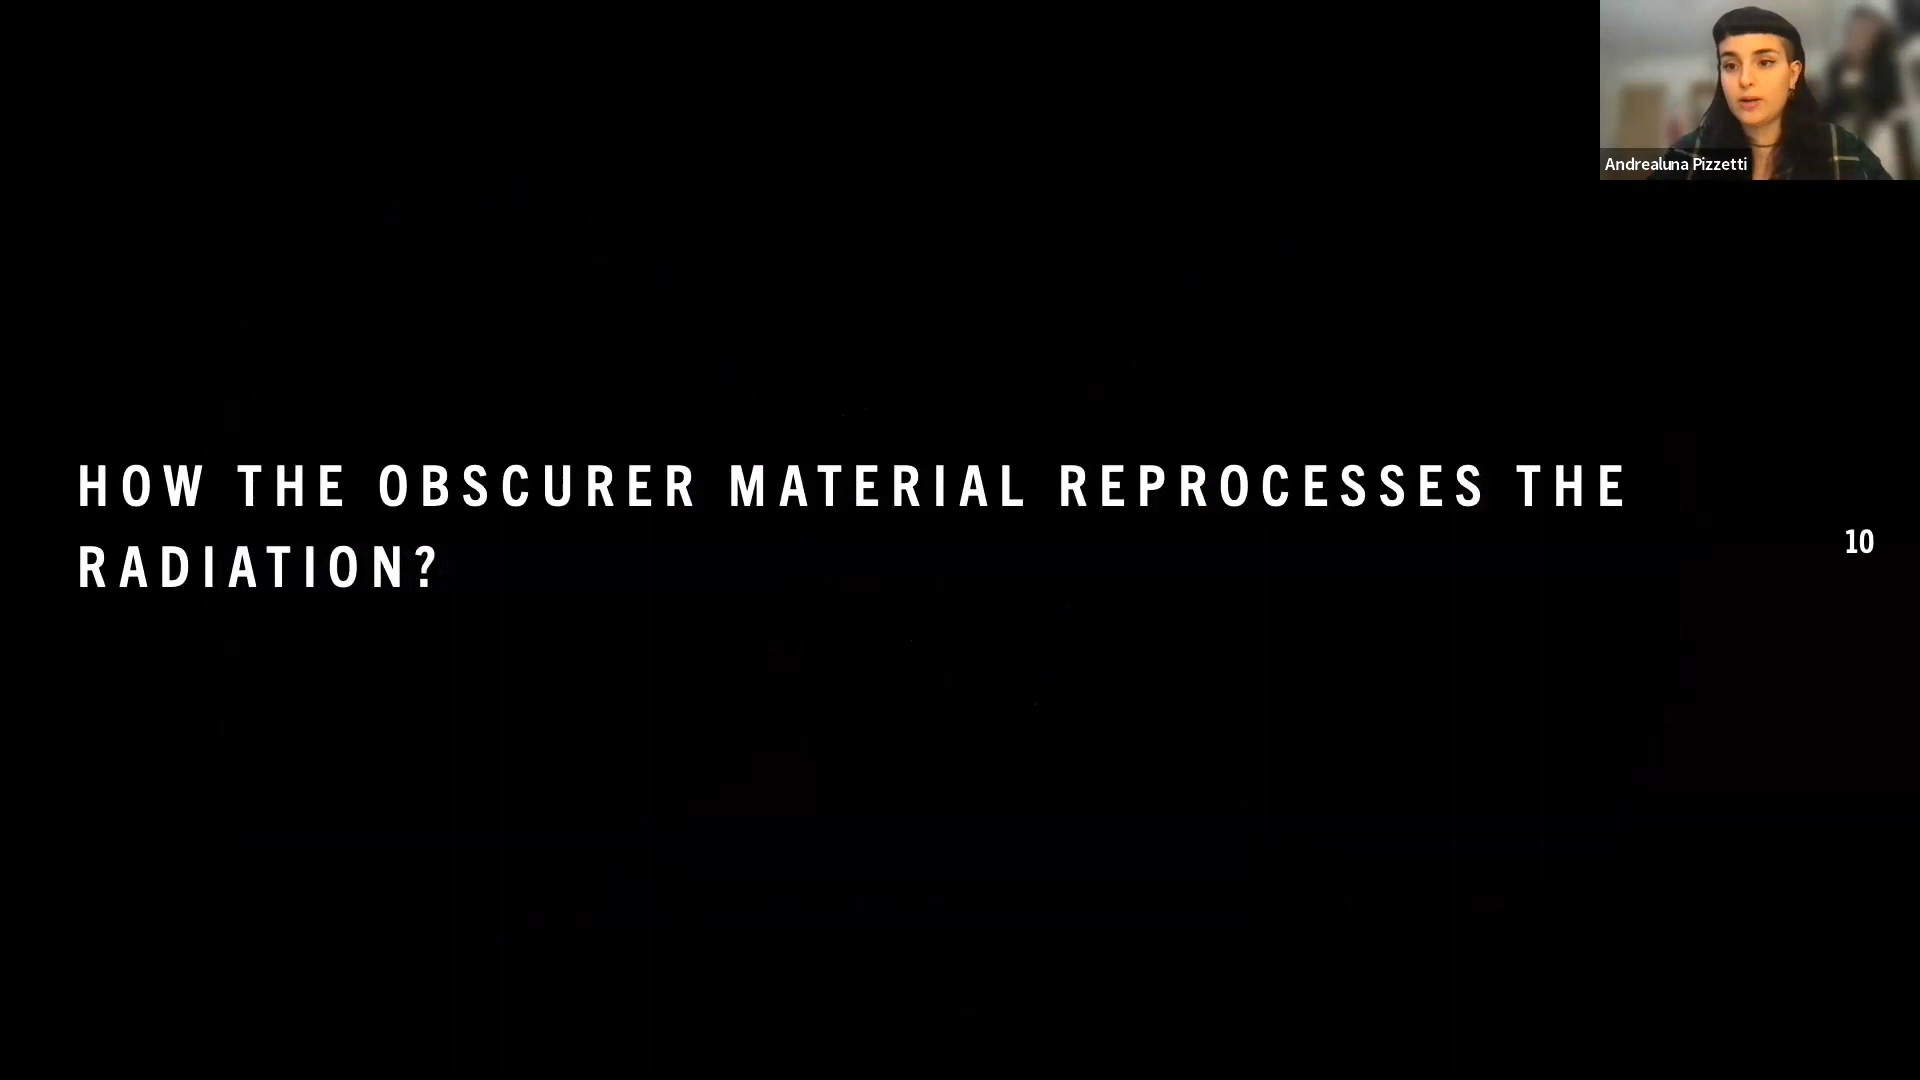 Andrealuna Pizzetti
HOW THE OBSCURER MATERIAL REPROCESSES THE
RADIATION?
10